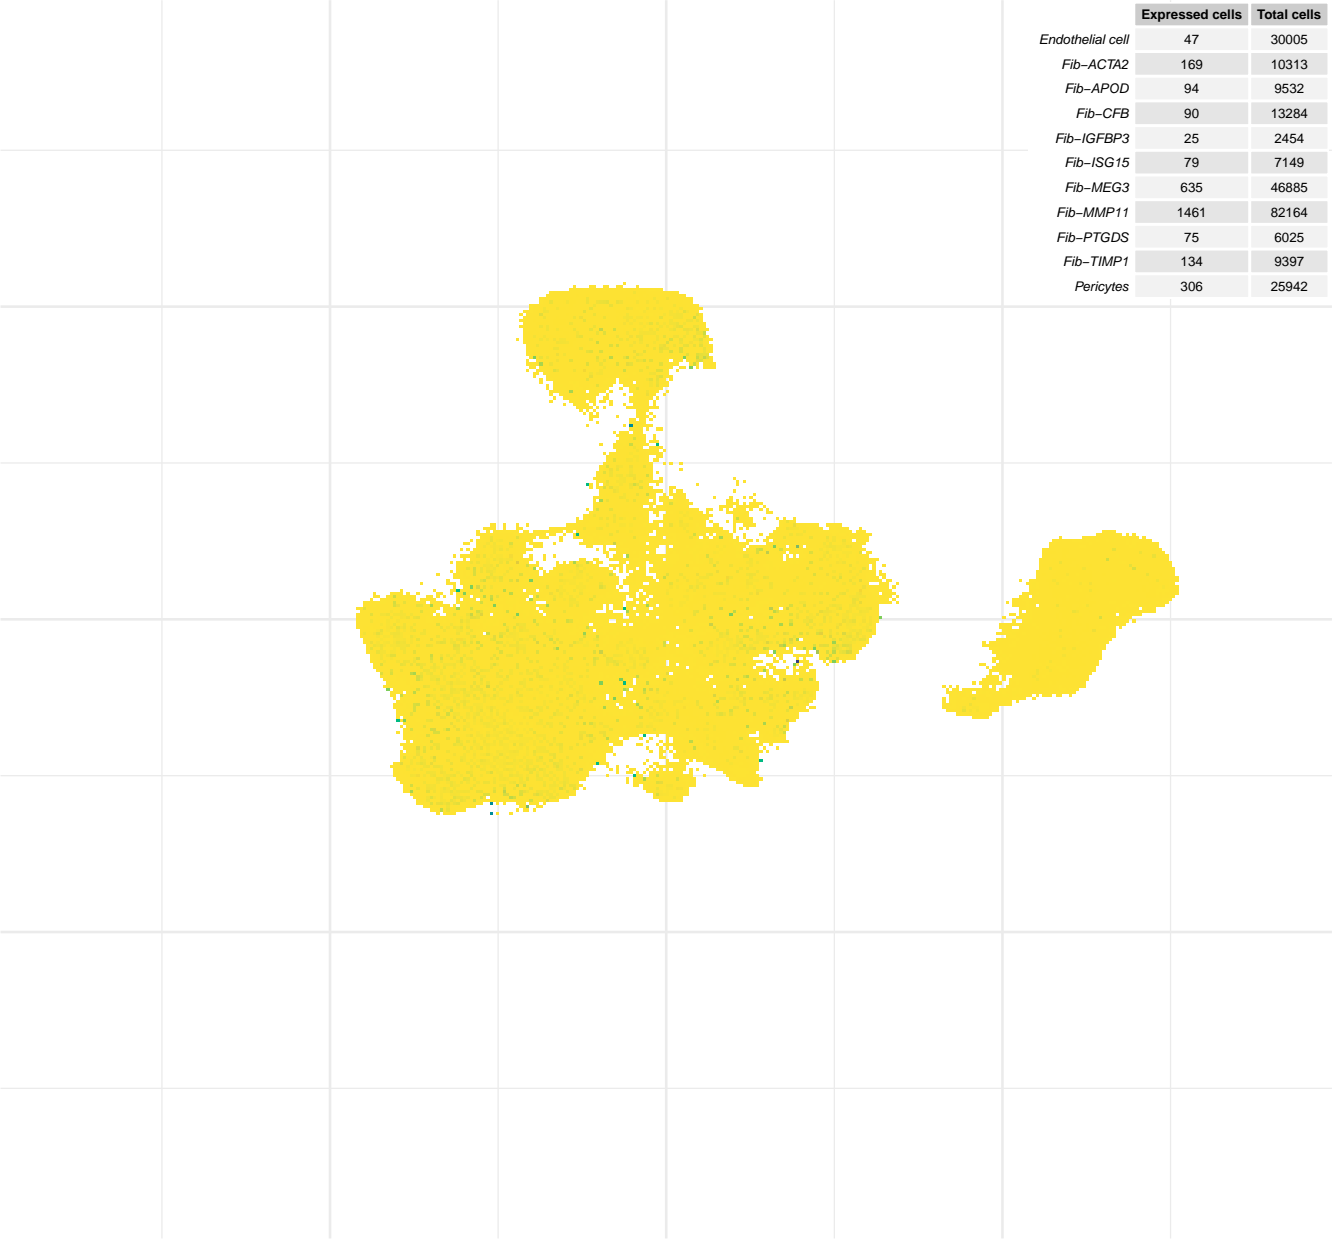 Expressed cells Total cells
Endothelial cell 47 30005
Fib−ACTA2 169 10313
Fib−APOD 94 9532
Fib−CFB 90 13284
Fib−IGFBP3 25 2454
Fib−ISG15 79 7149
Fib−MEG3 635 46885
Fib−MMP11 1461 82164
Fib−PTGDS 75 6025
Fib−TIMP1 134 9397
Pericytes 306 25942